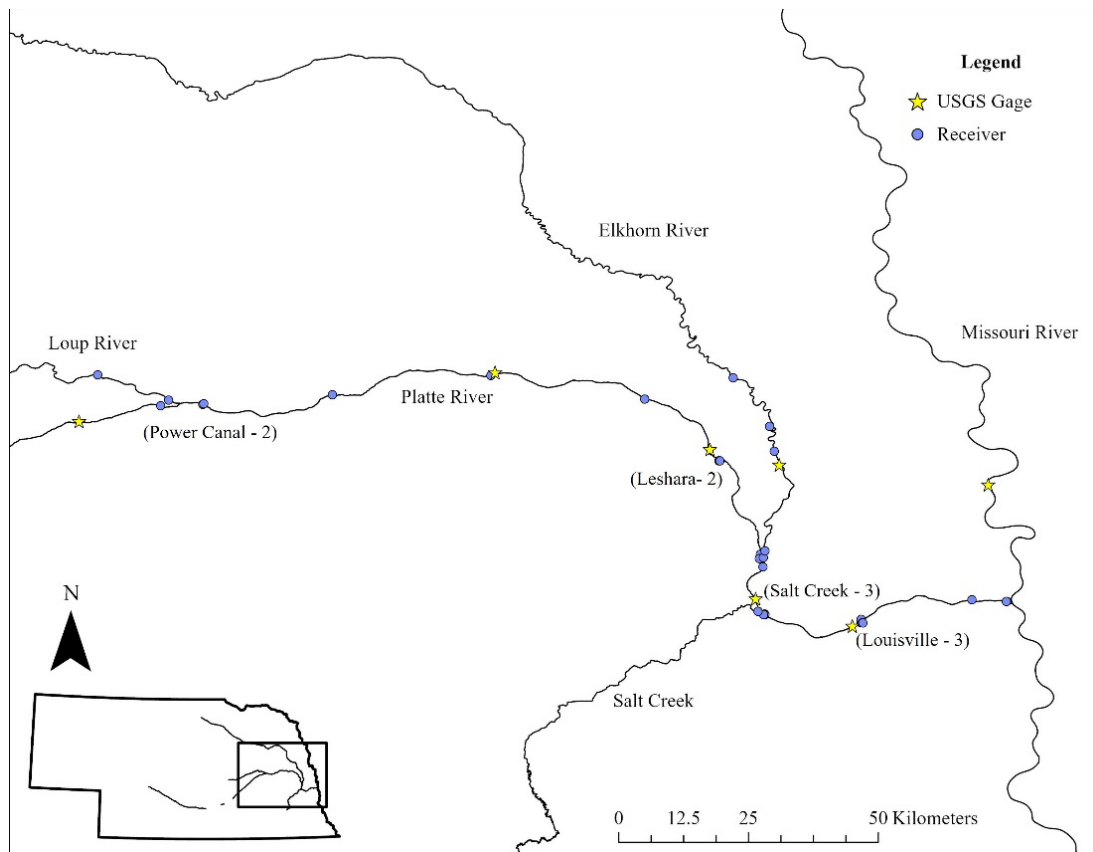 Legend
USGS Gage
Receiver
Elkhorn River
Missouri River
Loup River
Platte River
(Power Canal - 2)
(Leshara- 2)
(Salt Creek - 3)
(Louisville - 3)
N
Salt Creek
0 12.5 25 50 Kilometers